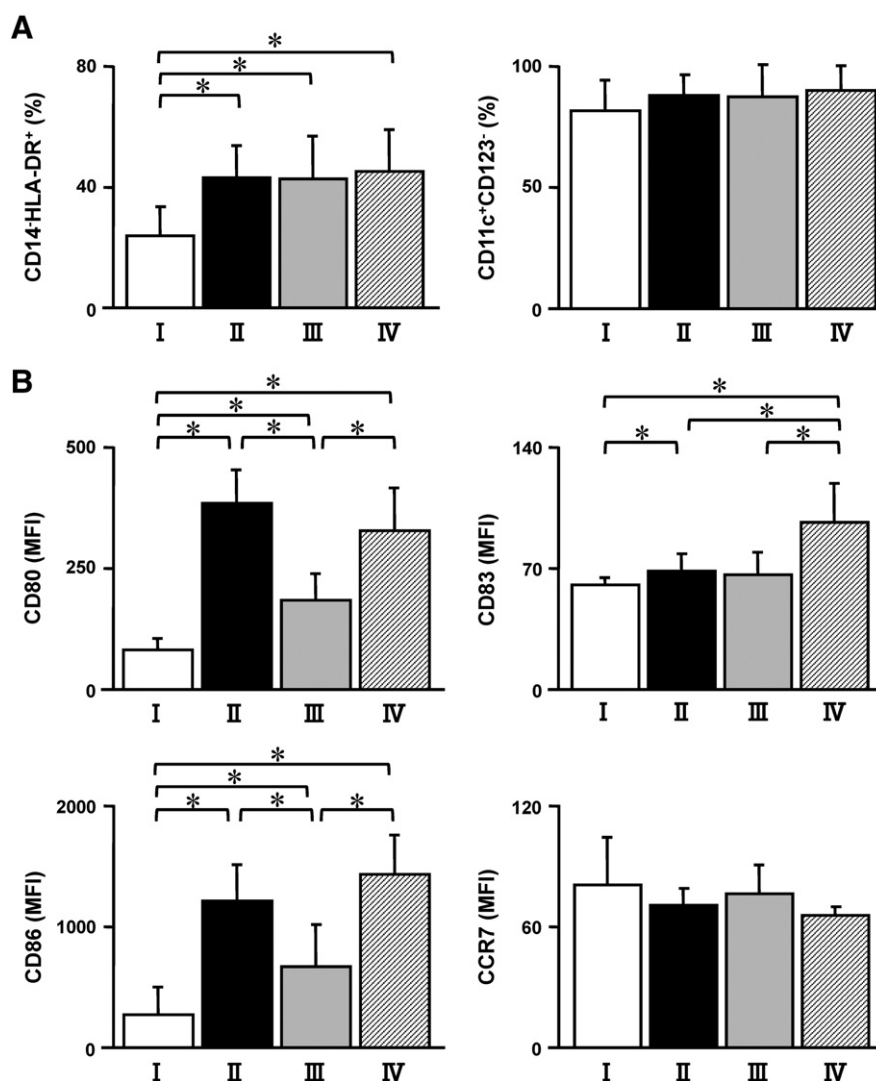 A
CD14-HLA-DR+ (%)
80
40
0
*
*
*
I II III IV
CD11c+CD123- (%)
100
50
0
I II III IV
B
CD80 (MFI)
500
250
0
*
*
* * *
I II III IV
CD83 (MFI)
140
70
0
*
*
* *
I II III IV
CD86 (MFI)
2000
1000
0
*
*
* * *
I II III IV
CCR7 (MFI)
120
60
0
I II III IV